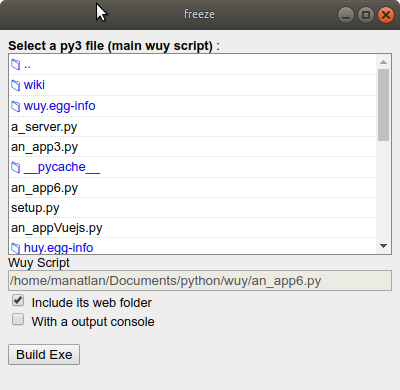 freeze
Select a py3 file (main wuy script) :
..
wiki
wuy.egg-info
a_server.py
an_app3.py
__pycache__
an_app6.py
setup.py
an_appVuejs.py
huy.egg-info
Wuy Script
/home/manatlan/Documents/python/wuy/an_app6.py
Include its web folder
With a output console
Build Exe